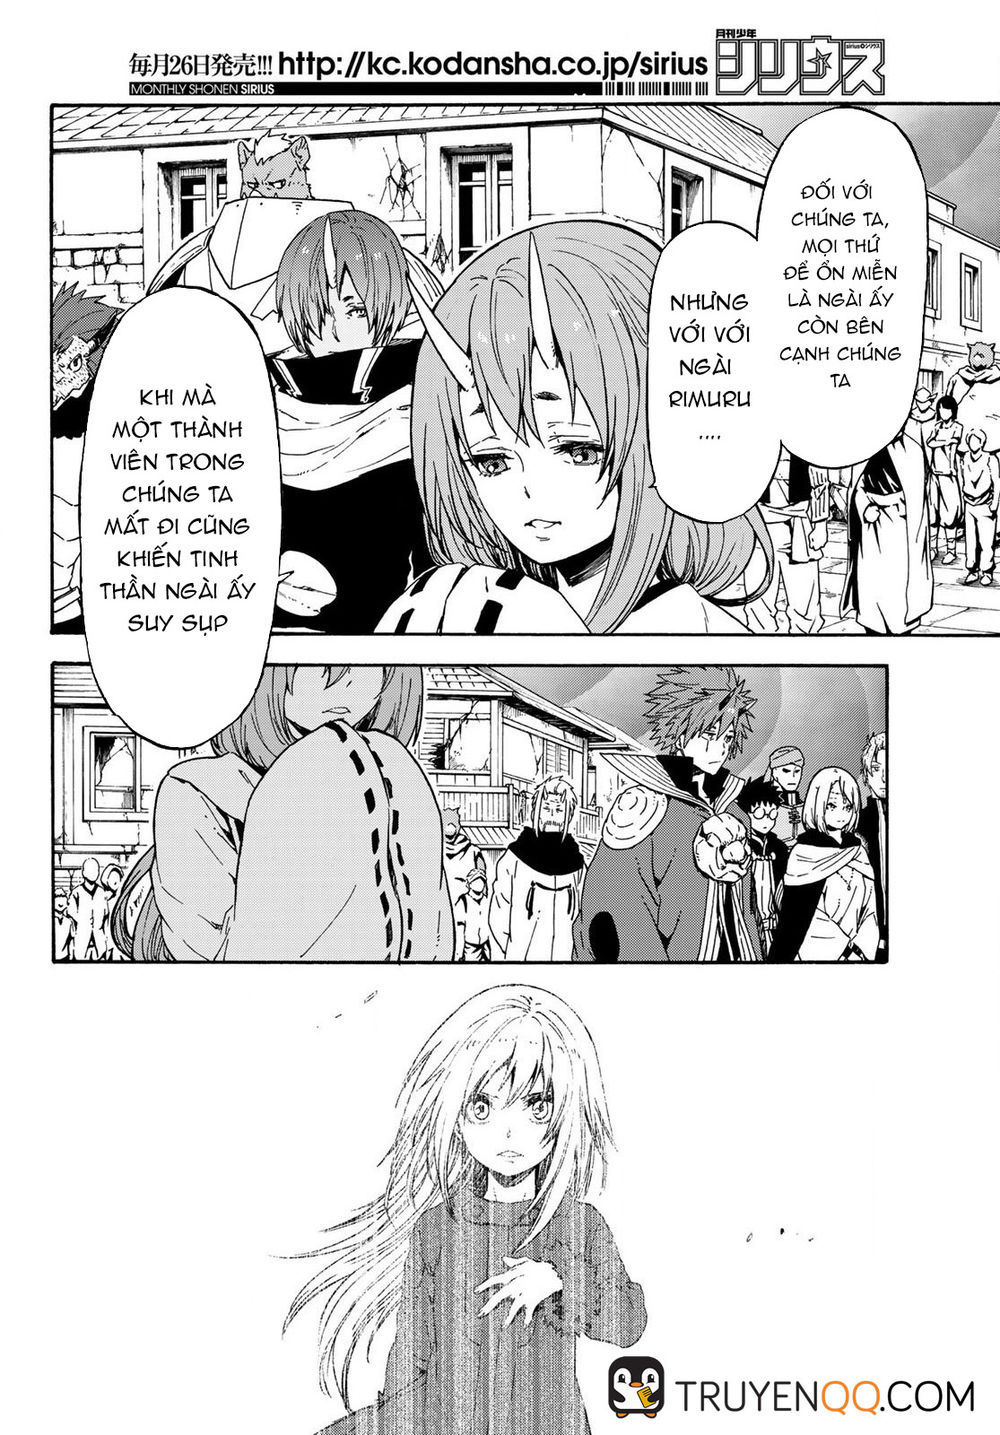 毎月26日発売!!! http://kc.kodansha.co.jp/sirius
MONTHLY SHONEN SIRIUS
月刊少年
シリウス
ĐỐI VỚI
CHÚNG TA,
MỌI THỨ
ĐỀ ỔN MIỄN
LÀ NGÀI ẤY
CÒN BÊN
CẠNH CHÚNG
TA
NHƯNG
VỚI VỚI
NGÀI
RIMURU
....
KHI MÀ
MỘT THÀNH
VIÊN TRONG
CHÚNG TA
MẤT ĐI CŨNG
KHIẾN TINH
THẦN NGÀI ẤY
SUY SỤP
TRUYENQQ.COM